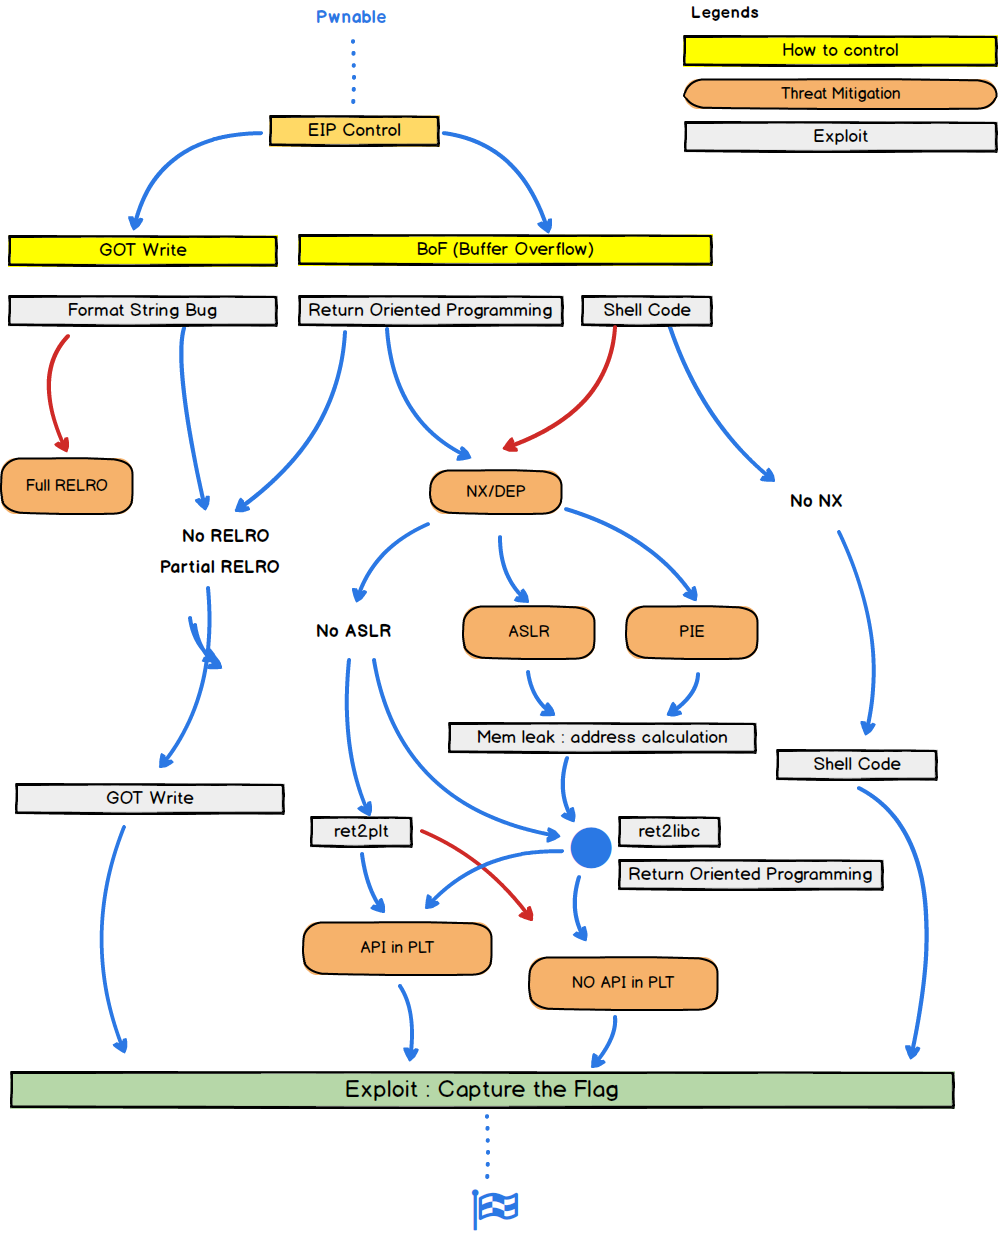 Pwnable
Legends
How to control
Threat Mitigation
Exploit
EIP Control
GOT Write
BoF (Buffer Overflow)
Format String Bug
Return Oriented Programming
Shell Code
Full RELRO
NX/DEP
No NX
No RELRO
Partial RELRO
No ASLR
ASLR
PIE
Mem leak : address calculation
Shell Code
GOT Write
ret2plt
ret2libc
Return Oriented Programming
API in PLT
NO API in PLT
Exploit : Capture the Flag